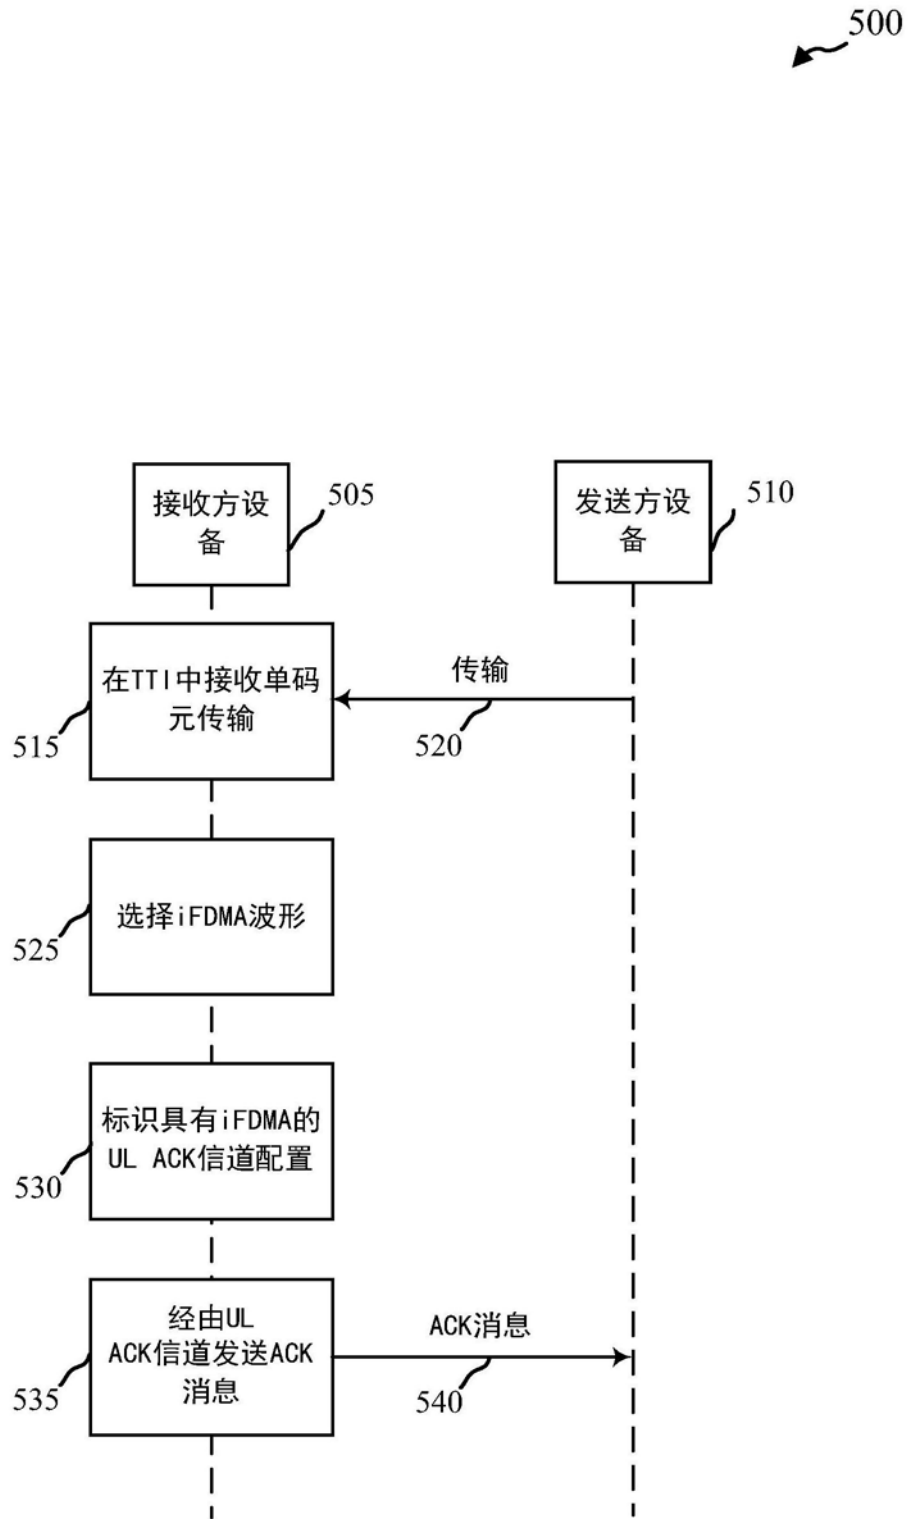 500
接收方设
备
505
发送方设
备
510
在TTI中接收单码
元传输
515
传输
520
选择iFDMA波形
525
标识具有iFDMA的
UL ACK信道配置
530
经由UL
ACK信道发送ACK
消息
535
ACK消息
540